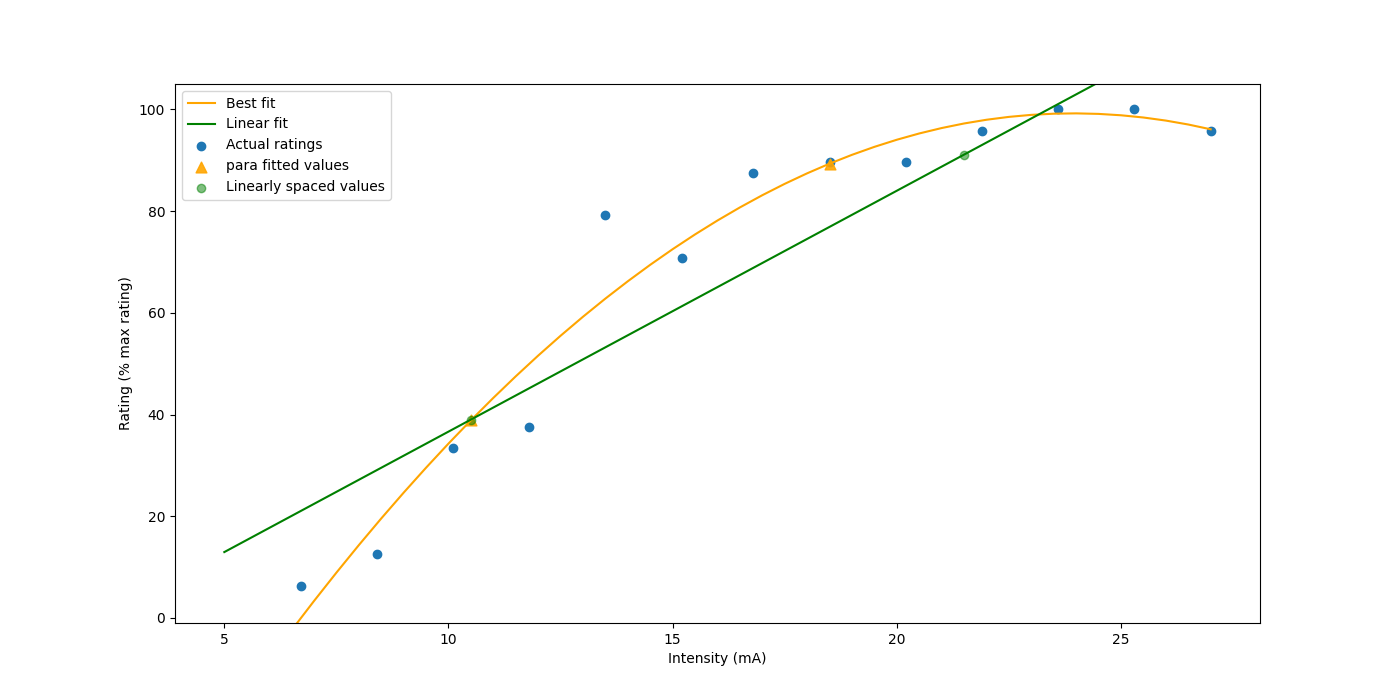 Best fit
Linear fit
Actual ratings
para fitted values
Linearly spaced values
Rating (% max rating)
100
80
60
40
20
0
5
10
15
20
25
Intensity (mA)